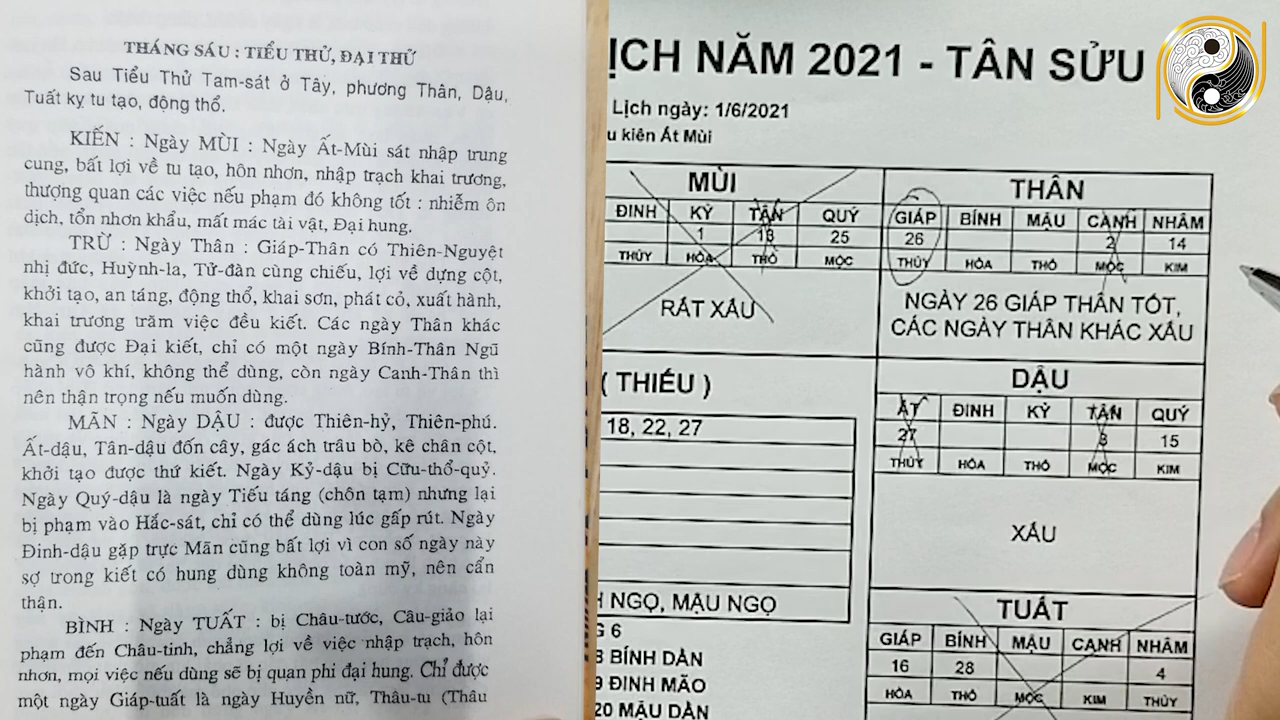 THÁNG SÁU : TIỂU THỬ, ĐẠI THỬ
Sau Tiểu Thử Tam-sát ở Tây, phương Thân, Dậu,
Tuất kỵ tu tạo, động thổ.
KIẾN : Ngày MÙI : Ngày Ất-Mùi sát nhập trung
cung, bất lợi về tu tạo, hôn nhơn, nhập trạch khai trương,
thượng quan các việc nếu phạm đó không tốt : nhiễm ôn
dịch, tổn nhơn khẩu, mất mác tài vật, Đại hung.
TRỪ : Ngày Thân : Giáp-Thân có Thiên-Nguyệt
nhị đức, Huỳnh-la, Tử-đàn cùng chiếu, lợi về dựng cột,
khởi tạo, an táng, động thổ, khai sơn, phát cỏ, xuất hành,
khai trương trăm việc đều kiết. Các ngày Thân khác
cũng được Đại kiết, chỉ có một ngày Bính-Thân Ngũ
hành vô khí, không thể dùng, còn ngày Canh-Thân thì
nên thận trọng nếu muốn dùng.
MÃN : Ngày DẬU : được Thiên-hỷ, Thiên-phú.
Ất-dậu, Tân-dậu đốn cây, gác ách trâu bò, kê chân cột,
khởi tạo được thứ kiết. Ngày Kỷ-dậu bị Cữu-thổ-quỷ.
Ngày Quý-dậu là ngày Tiểu táng (chôn tạm) nhưng lại
bị phạm vào Hắc-sát, chỉ có thể dùng lúc gấp rút. Ngày
Đinh-dậu gặp trực Mãn cũng bất lợi vì con số ngày này
sợ trong kiết có hung dùng không toàn mỹ, nên cẩn
thận.
BÌNH : Ngày TUẤT : bị Châu-tước, Câu-giảo lại
phạm đến Châu-tinh, chẳng lợi về việc nhập trạch, hôn
nhơn, mọi việc nếu dùng sẽ bị quan phi đại hung. Chỉ được
một ngày Giáp-tuất là ngày Huyền nữ, Thâu-tu (Thâu
ỊCH NĂM 2021 - TÂN SỬU
Lịch ngày: 1/6/2021
u kiên Ất Mùi
MÙI
ĐINH KỶ TÂN QUÝ
1 13 25
THỦY HỎA THỔ MỘC
RẤT XẤU
THÂN
GIÁP BÍNH MẬU CANH NHÂM
26 2 14
THỦY HỎA THỔ MỘC KIM
NGÀY 26 GIÁP THÂN TỐT,
CÁC NGÀY THÂN KHÁC XẤU
( THIẾU )
18, 22, 27
NGỌ, MẬU NGỌ
G 6
8 BÍNH DẦN
9 ĐINH MÃO
20 MẬU DẦN
DẬU
ẤT ĐINH KỶ TÂN QUÝ
27 3 15
THỦY HỎA THỔ MỘC KIM
XẤU
TUẤT
GIÁP BÍNH MẬU CANH NHÂM
16 28 4
HỎA THỔ MỘC KIM THỦY